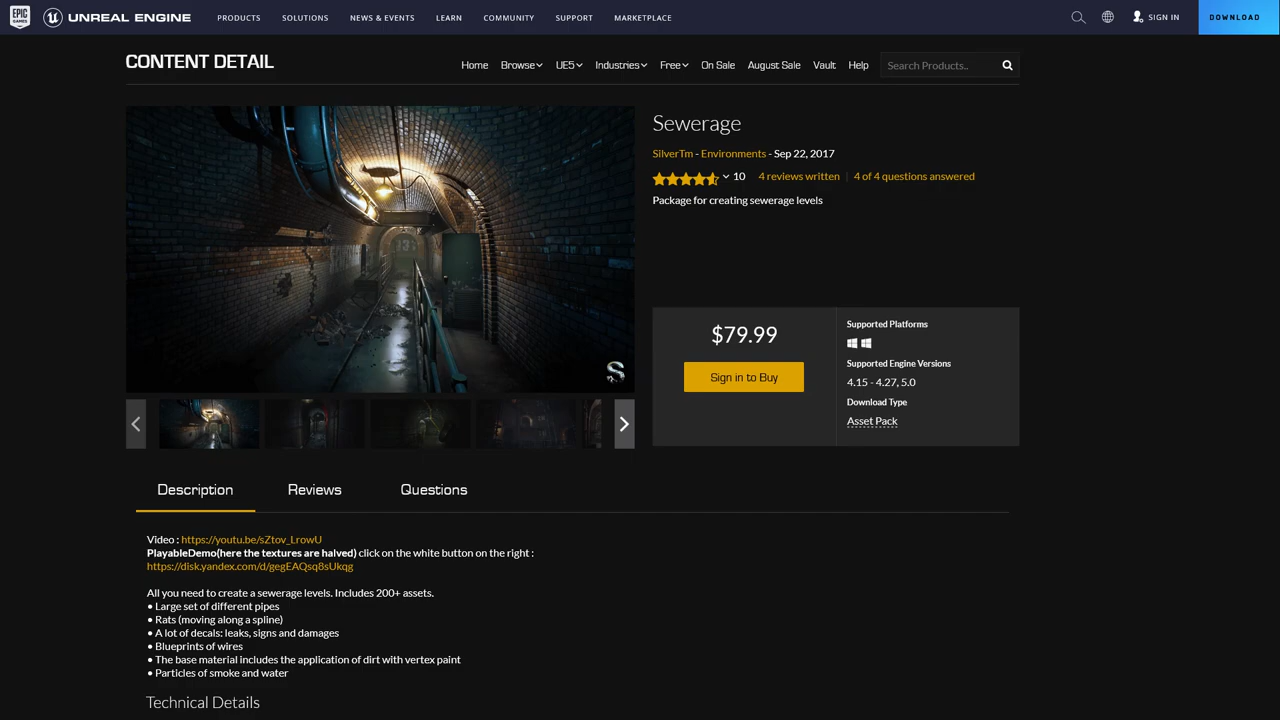 EPIC GAMES
UNREAL ENGINE
PRODUCTS
SOLUTIONS
NEWS & EVENTS
LEARN
COMMUNITY
SUPPORT
MARKETPLACE
SIGN IN
DOWNLOAD
CONTENT DETAIL
Home
Browse
UE5
Industries
Free
On Sale
August Sale
Vault
Help
Search Products..
Sewerage
SilverTm - Environments - Sep 22, 2017
10
4 reviews written | 4 of 4 questions answered
Package for creating sewerage levels
$79.99
Sign in to Buy
Supported Platforms
Supported Engine Versions
4.15 - 4.27, 5.0
Download Type
Asset Pack
S
Description
Reviews
Questions
Video : https://youtu.be/sZtov_LrowU
PlayableDemo(here the textures are halved) click on the white button on the right :
https://disk.yandex.com/d/gegEAQsq8sUkqg
All you need to create a sewerage levels. Includes 200+ assets.
• Large set of different pipes
• Rats (moving along a spline)
• A lot of decals: leaks, signs and damages
• Blueprints of wires
• The base material includes the application of dirt with vertex paint
• Particles of smoke and water
Technical Details